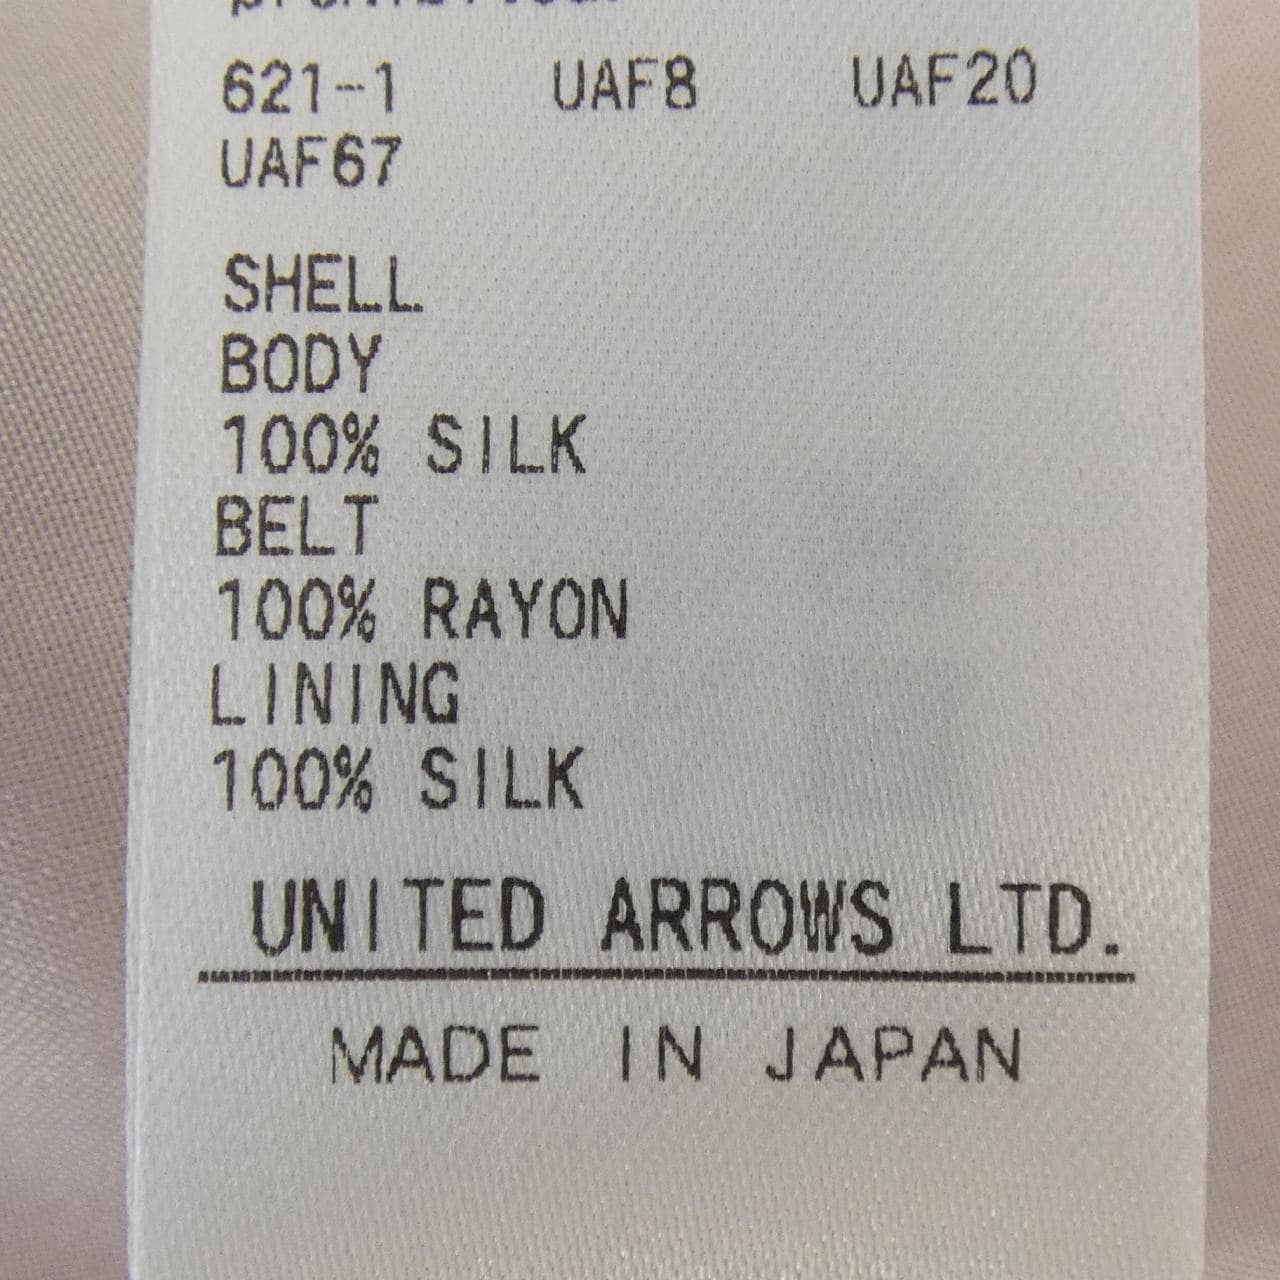 621-1 UAF8 UAF20
UAF67
SHELL
BODY
100% SILK
BELT
100% RAYON
LINING
100% SILK
UNITED ARROWS LTD.
MADE IN JAPAN